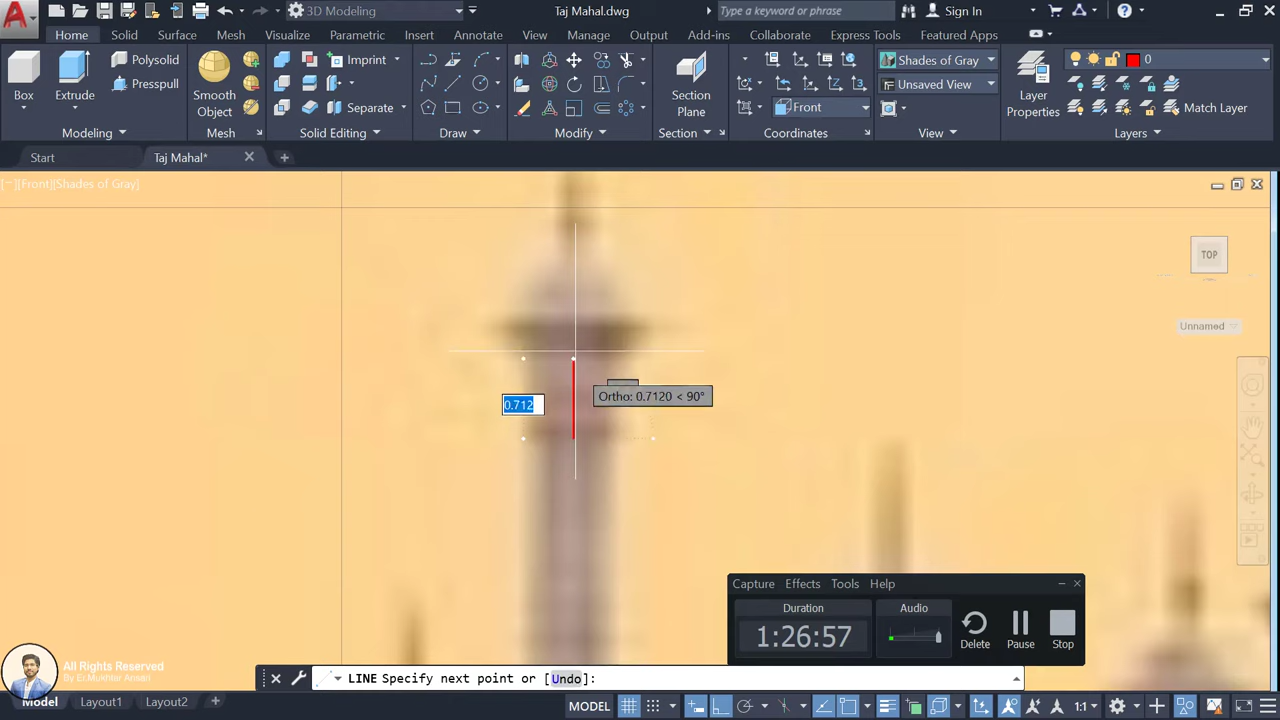 3D Modeling
Taj Mahal.dwg
Type a keyword or phrase
Sign In
Home Solid Surface Mesh Visualize Parametric Insert Annotate View Manage Output Add-ins Collaborate Express Tools Featured Apps
Polysolid
Imprint
Shades of Gray
0
Presspull
Unsaved View
Box
Extrude
Smooth Object
Separate
Section Plane
Front
Layer Properties
Match Layer
Modeling
Mesh
Solid Editing
Draw
Modify
Section
Coordinates
View
Layers
Start
Taj Mahal*
[−][Front][Shades of Gray]
TOP
Unnamed
0.712
Ortho: 0.7120 < 90°
Capture Effects Tools Help
Duration
Audio
1:26:57
Delete
Pause
Stop
All Rights Reserved
By Er.Mukhtar Ansari
LINE Specify next point or [Undo]:
Model
Layout1
Layout2
MODEL
1:1